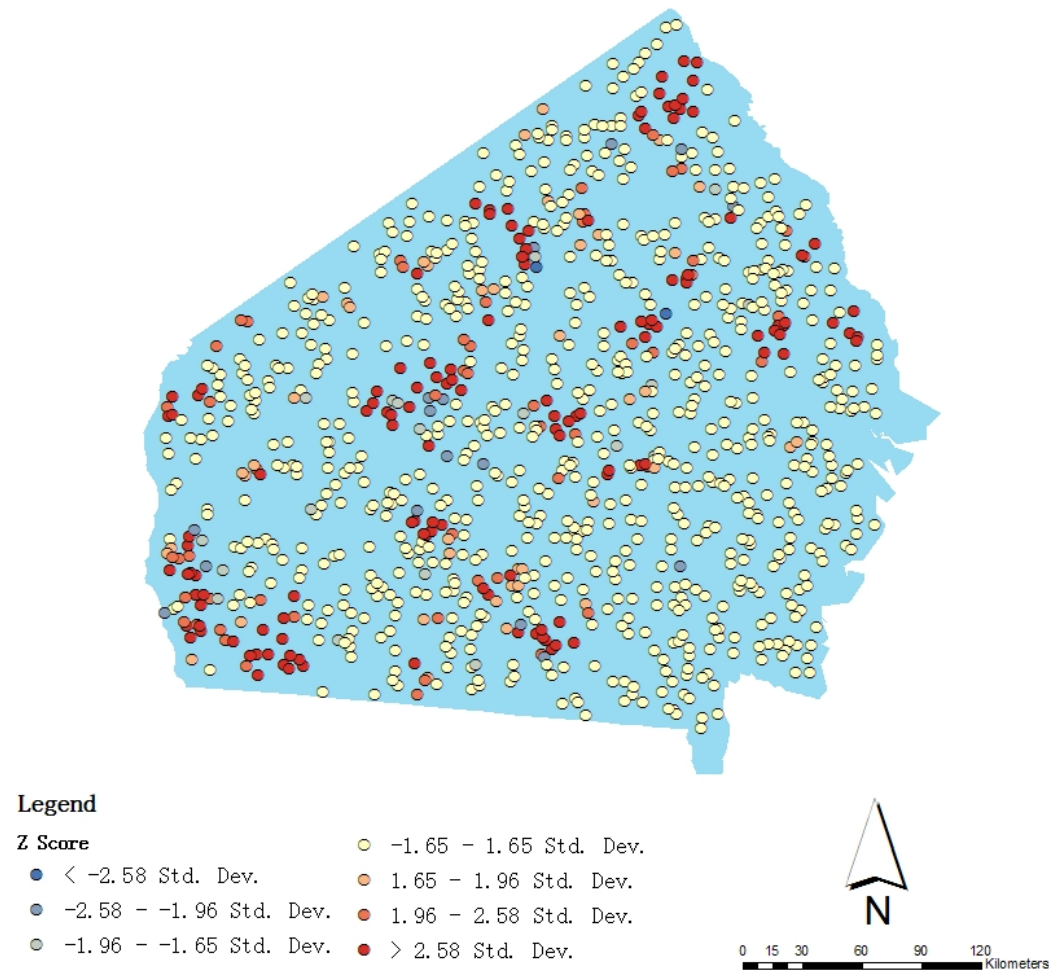 Legend
Z Score
< -2.58 Std. Dev.
-2.58 - -1.96 Std. Dev.
-1.96 - -1.65 Std. Dev.
-1.65 - 1.65 Std. Dev.
1.65 - 1.96 Std. Dev.
1.96 - 2.58 Std. Dev.
> 2.58 Std. Dev.
N
0 15 30 60 90 120
Kilometers